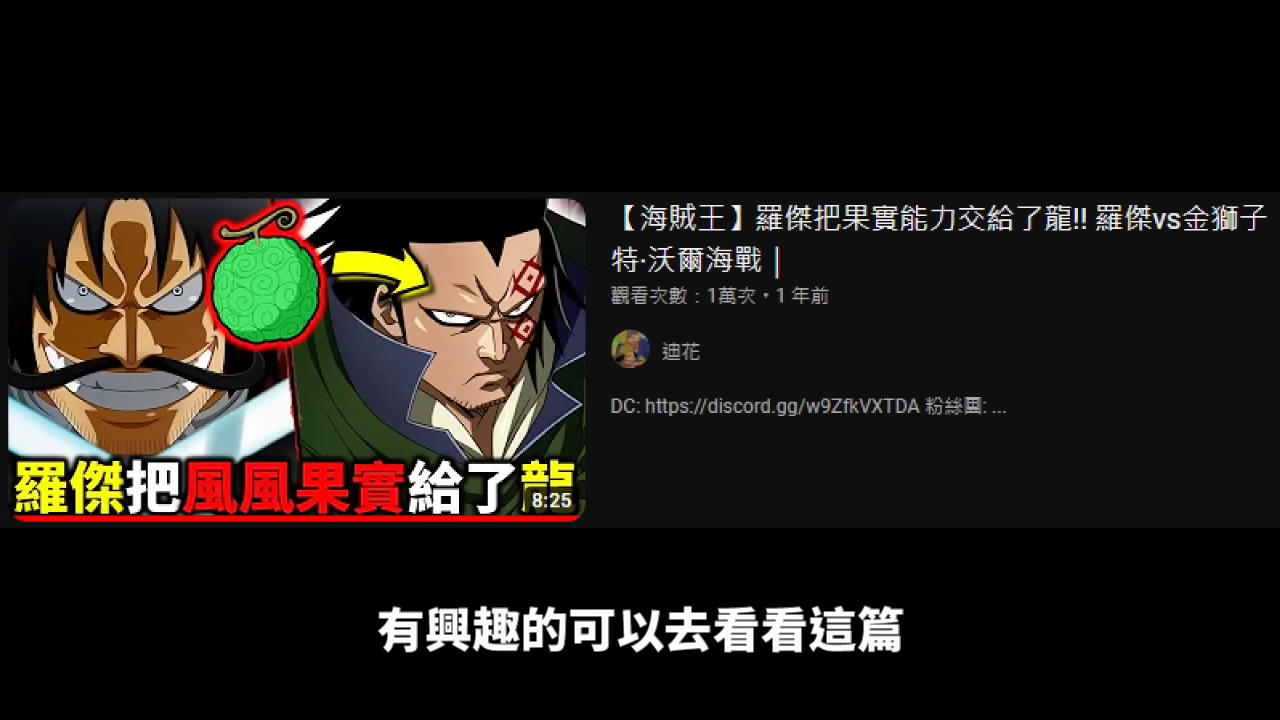 【海賊王】羅傑把果實能力交給了龍!! 羅傑vs金獅子
特·沃爾海戰｜
觀看次數：1萬次・1 年前
迪花
DC: https://discord.gg/w9ZfkVXTDA 粉絲團: ...
羅傑把風風果實給了龍
8:25
有興趣的可以去看看這篇